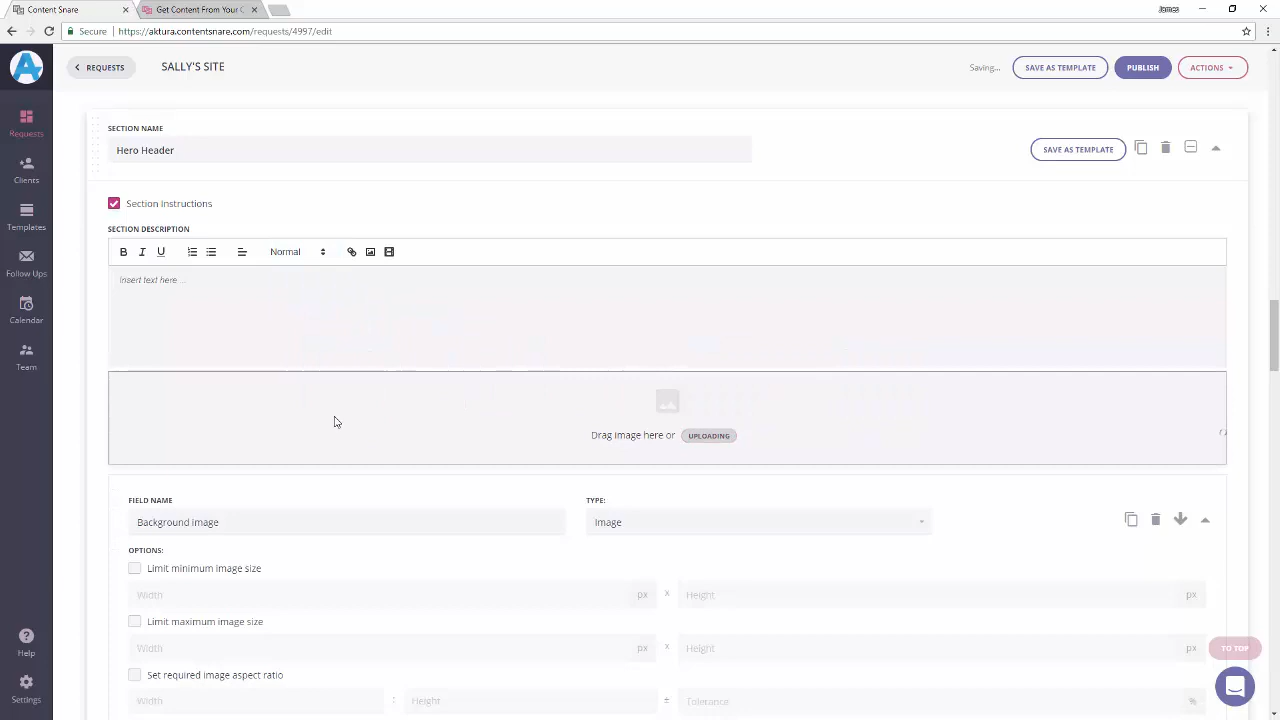 Content Snare
Get Content From Your C
James
Secure
https://aktura.contentsnare.com/requests/4997/edit
REQUESTS
SALLY'S SITE
Saving...
SAVE AS TEMPLATE
PUBLISH
ACTIONS
Requests
Clients
Templates
Follow Ups
Calendar
Team
Help
Settings
SECTION NAME
Hero Header
SAVE AS TEMPLATE
Section instructions
SECTION DESCRIPTION
B I U
Normal
Insert text here ...
Drag image here or UPLOADING
FIELD NAME
TYPE:
Background image
Image
OPTIONS:
Limit minimum image size
Width px x Height px
Limit maximum image size
Width px x Height px
Set required image aspect ratio
Width : Height ± Tolerance %
TO TOP